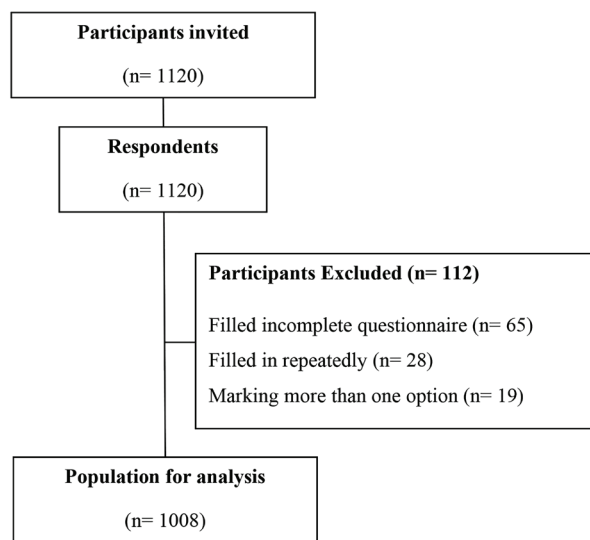 Participants invited
(n= 1120)
Respondents
(n= 1120)
Participants Excluded (n= 112)
Filled incomplete questionnaire (n= 65)
Filled in repeatedly (n= 28)
Marking more than one option (n= 19)
Population for analysis
(n= 1008)